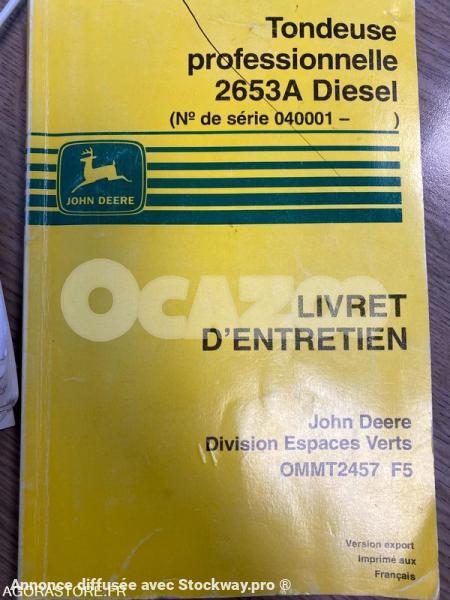 Tondeuse
professionnelle
2653A Diesel
(Nº de série 040001 –       )
JOHN DEERE
OCAZOO
LIVRET
D'ENTRETIEN
John Deere
Division Espaces Verts
OMMT2457 F5
Version export
Imprimé aux
Français
Annonce diffusée avec Stockway.pro ®
AGORASTORE.FR